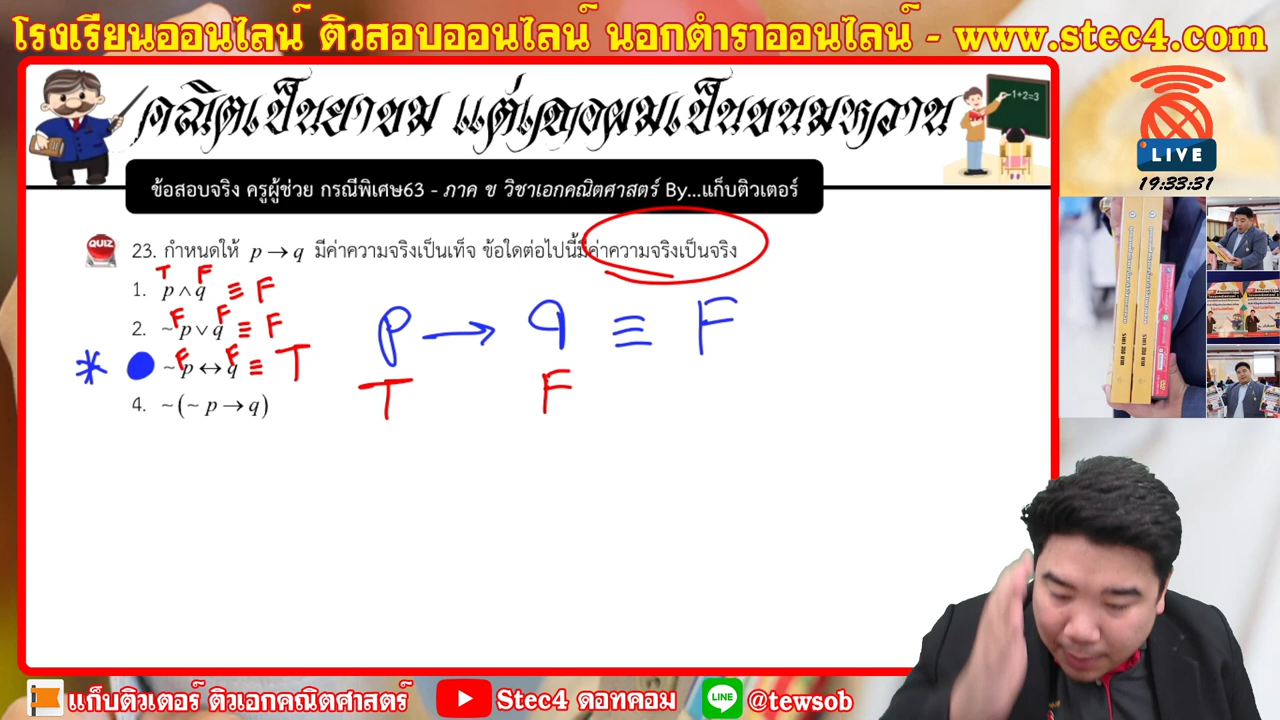 โรงเรียนออนไลน์ ติวสอบออนไลน์ นอกตำราออนไลน์ - www.stec4.com
คณิตเป็นยาขม แต่เจอผมเป็นขนมหวาน
1+2=3
LIVE
19:33:31
ข้อสอบจริง ครูผู้ช่วย กรณีพิเศษ63 - ภาค ข วิชาเอกคณิตศาสตร์ By...แก็บติวเตอร์
QUIZ
23. กำหนดให้ p → q มีค่าความจริงเป็นเท็จ ข้อใดต่อไปนี้มีค่าความจริงเป็นจริง
T F
1. p ∧ q ≡ F
F F
2. ~ p ∨ q ≡ F
p → q ≡ F
F F
* ~ p ↔ q ≡ T
T F
4. ~ (~ p → q)
แก็บติวเตอร์ ติวเอกคณิตศาสตร์
Stec4 ดอทคอม
LINE
@tewsob